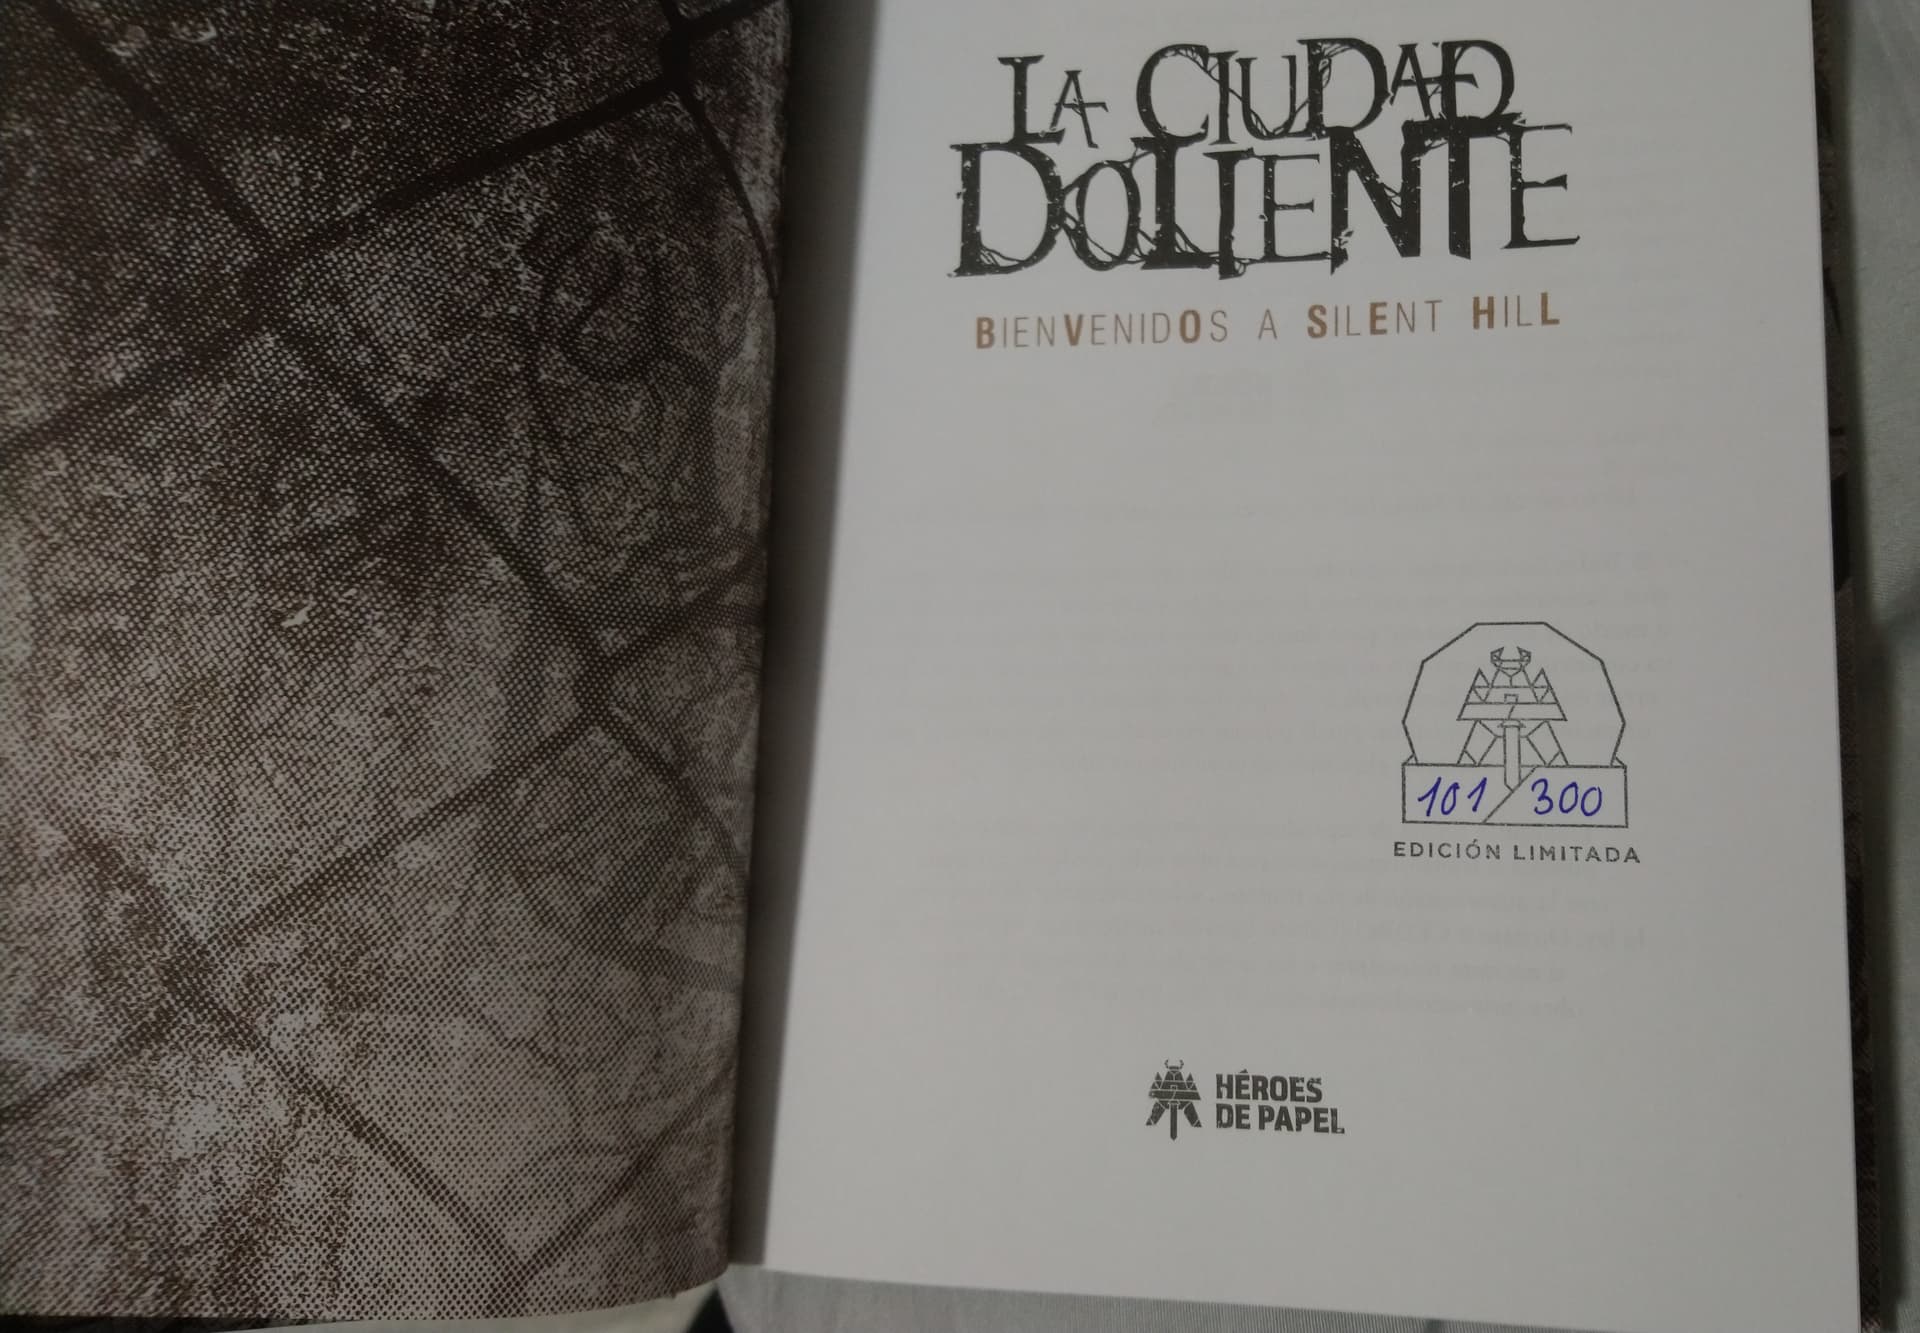 LA CIUDAD
DOLIENTE
BIENVENIDOS A SILENT HILL
101/300
EDICIÓN LIMITADA
HÉROES
DE PAPEL